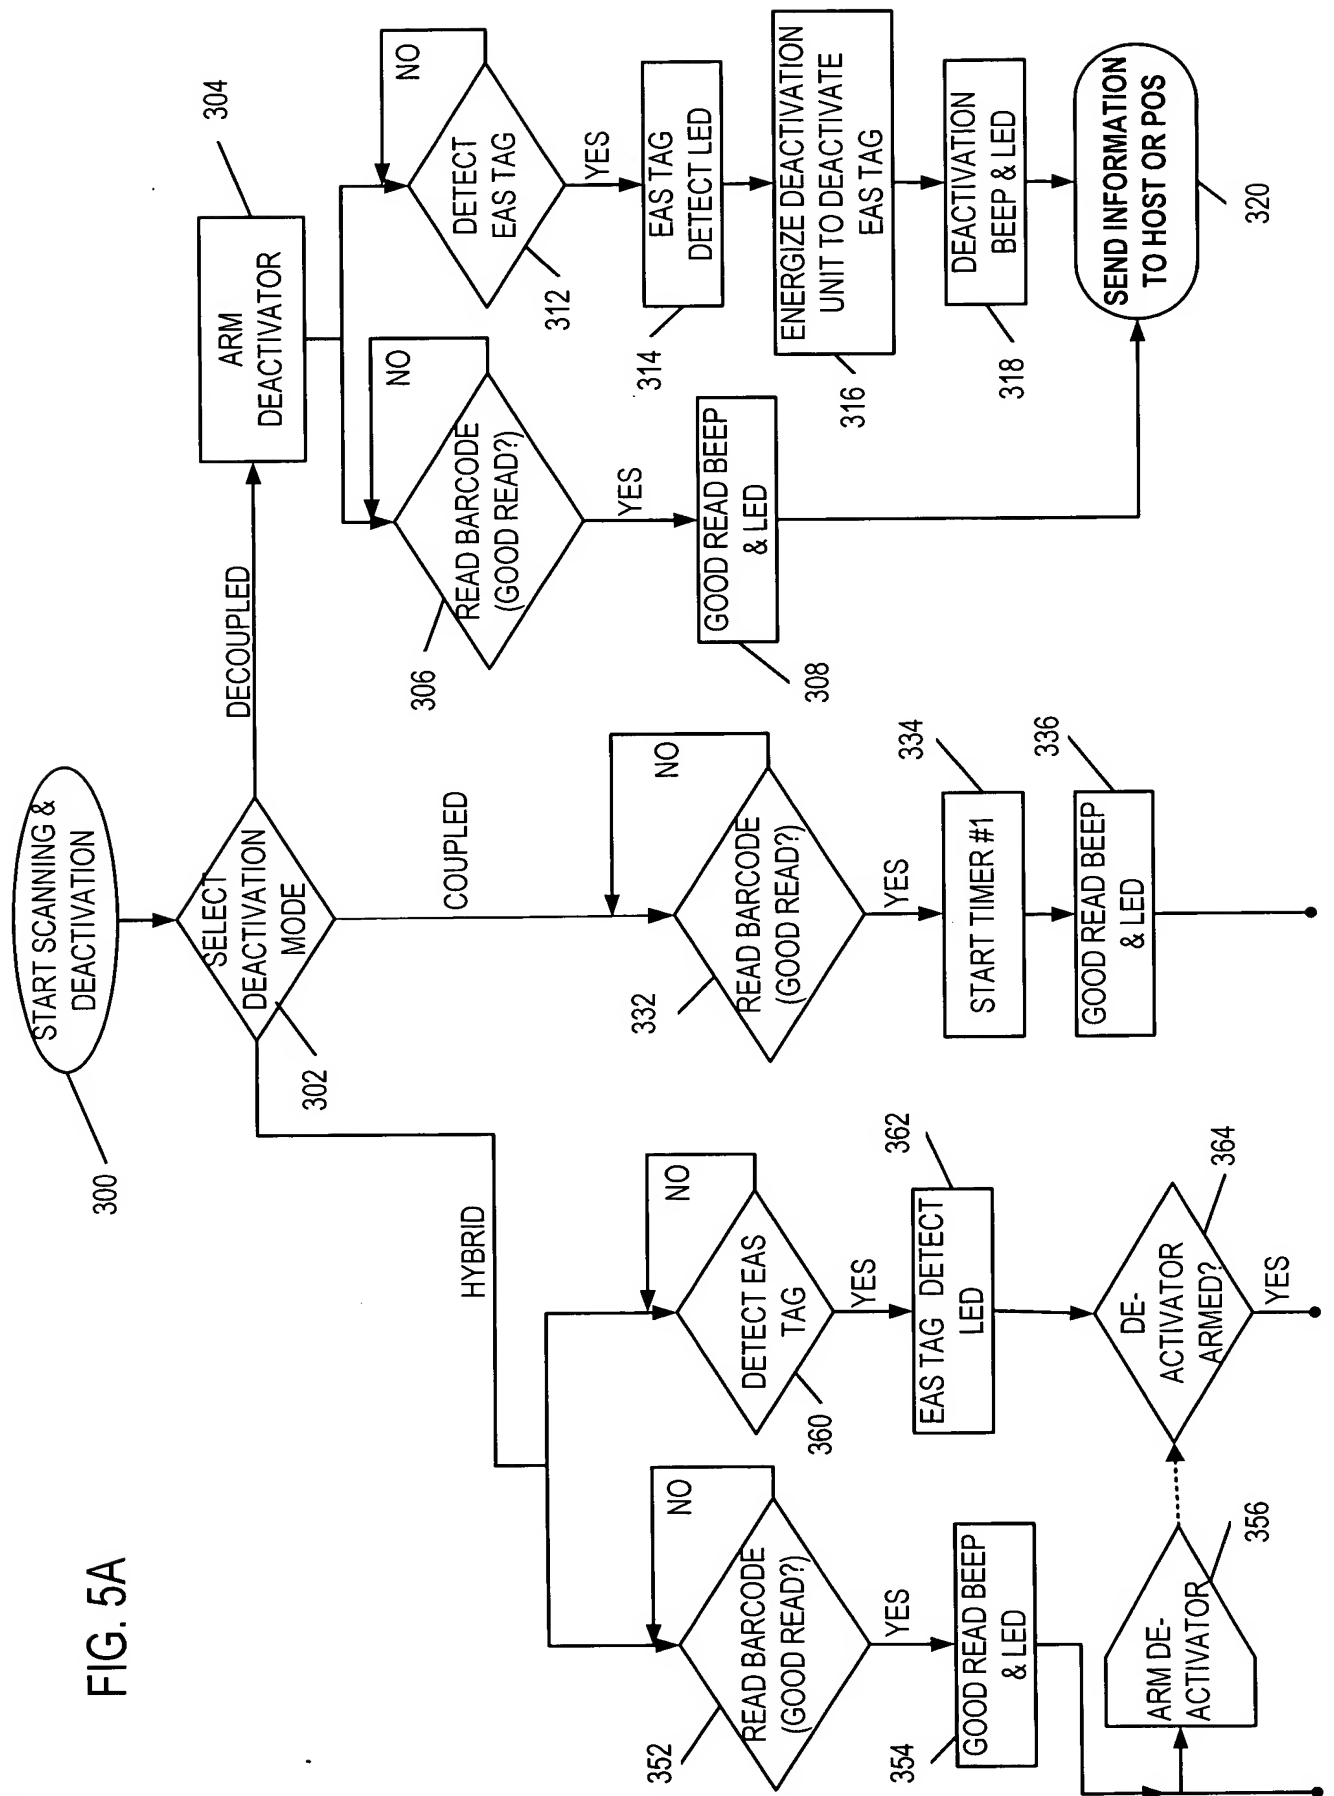 FIG. 5A
START SCANNING &
DEACTIVATION
300
SELECT
DEACTIVATION
MODE
302
HYBRID
COUPLED
DECOUPLED
READ BARCODE
(GOOD READ?)
352
NO
YES
GOOD READ BEEP
& LED
354
ARM DE-
ACTIVATOR
356
DETECT EAS
TAG
360
NO
YES
EAS TAG DETECT
LED
362
DE-
ACTIVATOR
ARMED?
364
YES
READ BARCODE
(GOOD READ?)
332
NO
YES
START TIMER #1
334
GOOD READ BEEP
& LED
336
ARM
DEACTIVATOR
304
READ BARCODE
(GOOD READ?)
306
NO
YES
GOOD READ BEEP
& LED
308
DETECT
EAS TAG
312
NO
YES
EAS TAG
DETECT LED
314
ENERGIZE DEACTIVATION
UNIT TO DEACTIVATE
EAS TAG
316
DEACTIVATION
BEEP & LED
318
SEND INFORMATION
TO HOST OR POS
320